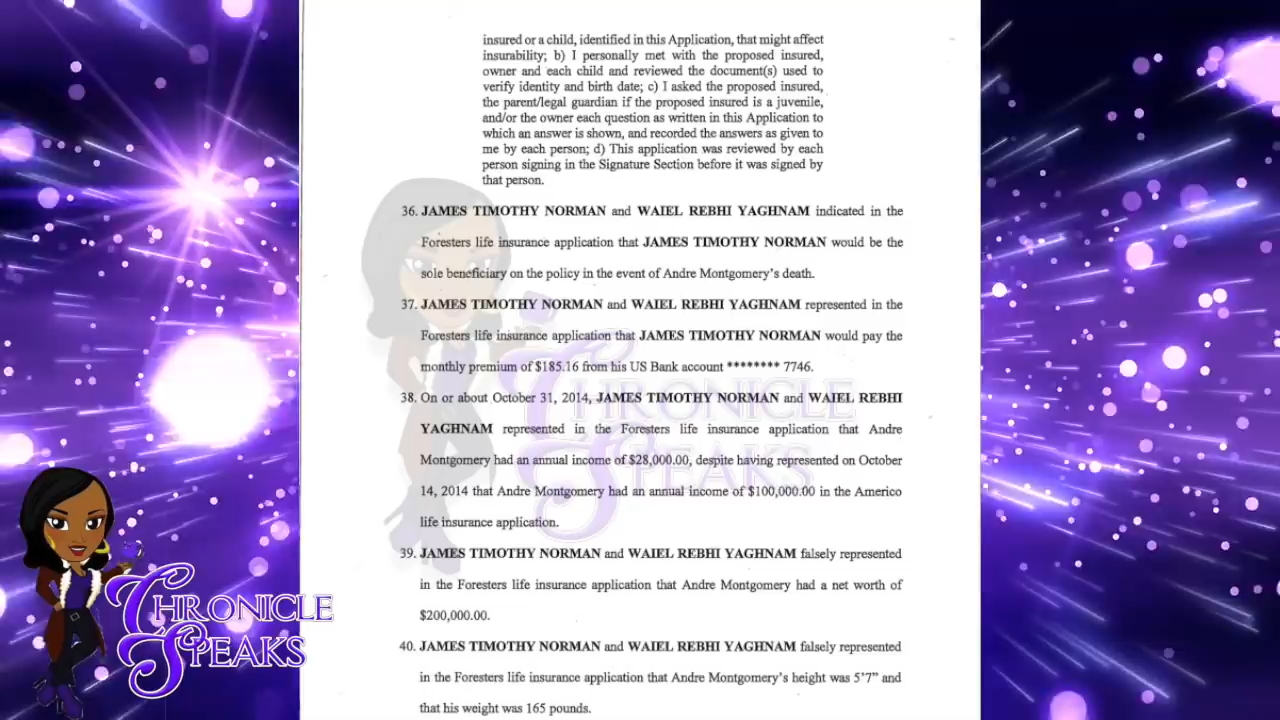 insured or a child, identified in this Application, that might affect
insurability; b) I personally met with the proposed insured,
owner and each child and reviewed the document(s) used to
verify identity and birth date; c) I asked the proposed insured,
the parent/legal guardian if the proposed insured is a juvenile,
and/or the owner each question as written in this Application to
which an answer is shown, and recorded the answers as given to
me by each person; d) This application was reviewed by each
person signing in the Signature Section before it was signed by
that person.
36. JAMES TIMOTHY NORMAN and WAIEL REBHI YAGHNAM indicated in the
Foresters life insurance application that JAMES TIMOTHY NORMAN would be the
sole beneficiary on the policy in the event of Andre Montgomery's death.
37. JAMES TIMOTHY NORMAN and WAIEL REBHI YAGHNAM represented in the
Foresters life insurance application that JAMES TIMOTHY NORMAN would pay the
monthly premium of $185.16 from his US Bank account ******** 7746.
38. On or about October 31, 2014, JAMES TIMOTHY NORMAN and WAIEL REBHI
YAGHNAM represented in the Foresters life insurance application that Andre
Montgomery had an annual income of $28,000.00, despite having represented on October
14, 2014 that Andre Montgomery had an annual income of $100,000.00 in the Americo
life insurance application.
39. JAMES TIMOTHY NORMAN and WAIEL REBHI YAGHNAM falsely represented
in the Foresters life insurance application that Andre Montgomery had a net worth of
$200,000.00.
40. JAMES TIMOTHY NORMAN and WAIEL REBHI YAGHNAM falsely represented
in the Foresters life insurance application that Andre Montgomery's height was 5'7" and
that his weight was 165 pounds.
CHRONICLE
SPEAKS
CHRONICLE
SPEAKS